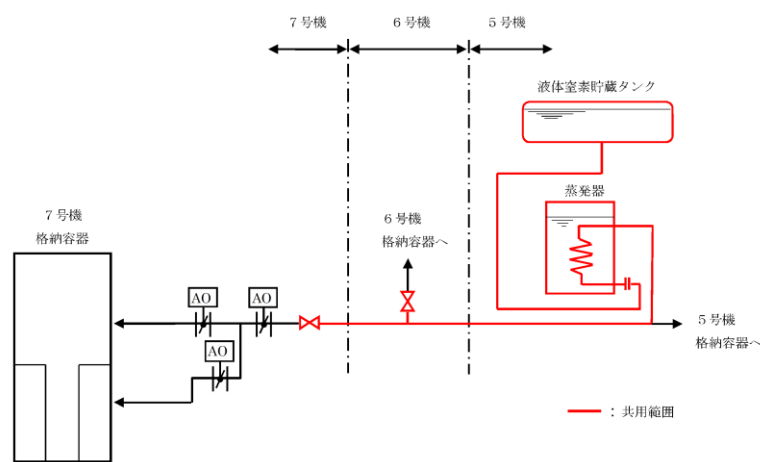 7号機
6号機
5号機
液体窒素貯蔵タンク
蒸発器
7号機
格納容器
6号機
格納容器へ
AO
AO
AO
5号機
格納容器へ
：共用範囲